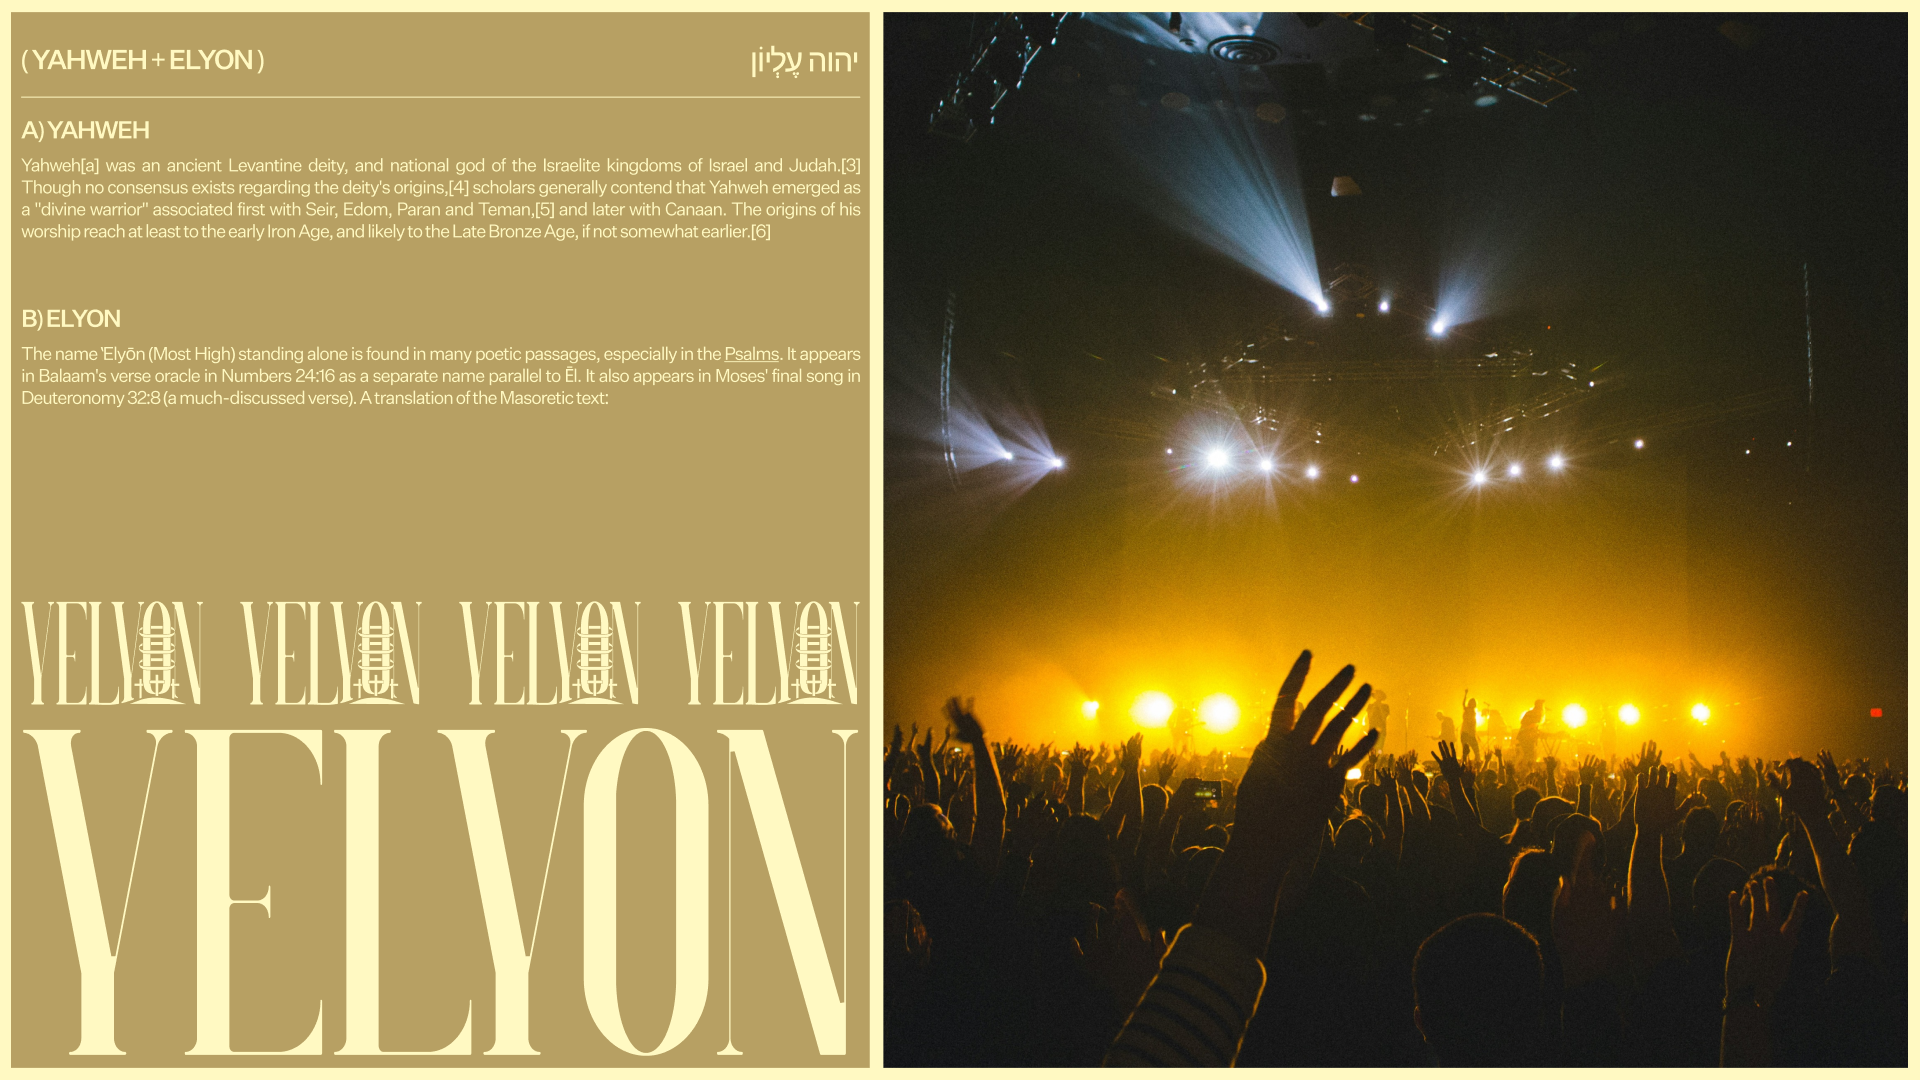 ( YAHWEH + ELYON )
יהוה עֶלְיוֹן
A) YAHWEH
Yahweh[a] was an ancient Levantine deity, and national god of the Israelite kingdoms of Israel and Judah.[3]
Though no consensus exists regarding the deity's origins,[4] scholars generally contend that Yahweh emerged as
a "divine warrior" associated first with Seir, Edom, Paran and Teman,[5] and later with Canaan. The origins of his
worship reach at least to the early Iron Age, and likely to the Late Bronze Age, if not somewhat earlier.[6]
B) ELYON
The name ʽElyōn (Most High) standing alone is found in many poetic passages, especially in the Psalms. It appears
in Balaam's verse oracle in Numbers 24:16 as a separate name parallel to Ēl. It also appears in Moses' final song in
Deuteronomy 32:8 (a much-discussed verse). A translation of the Masoretic text:
YELYON YELYON YELYON YELYON
YELYON